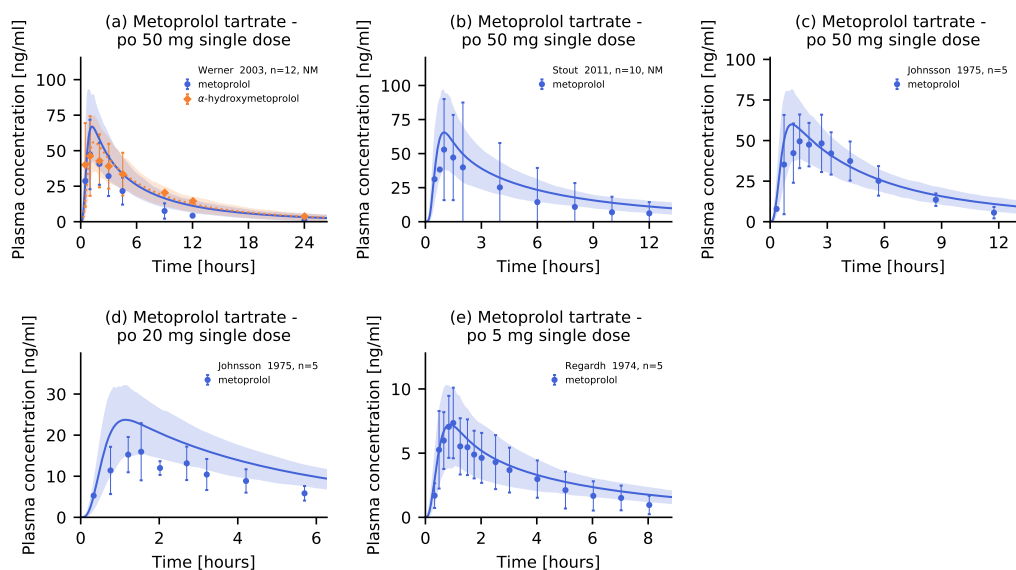 (a) Metoprolol tartrate -
po 50 mg single dose
Plasma concentration [ng/ml]
100
75
50
25
0
Werner 2003, n=12, NM
metoprolol
α-hydroxymetoprolol
0 6 12 18 24
Time [hours]
(b) Metoprolol tartrate -
po 50 mg single dose
Plasma concentration [ng/ml]
100
75
50
25
0
Stout 2011, n=10, NM
metoprolol
0 3 6 9 12
Time [hours]
(c) Metoprolol tartrate -
po 50 mg single dose
Plasma concentration [ng/ml]
100
75
50
25
0
Johnsson 1975, n=5
metoprolol
0 3 6 9 12
Time [hours]
(d) Metoprolol tartrate -
po 20 mg single dose
Plasma concentration [ng/ml]
30
20
10
0
Johnsson 1975, n=5
metoprolol
0 2 4 6
Time [hours]
(e) Metoprolol tartrate -
po 5 mg single dose
Plasma concentration [ng/ml]
10
5
0
Regardh 1974, n=5
metoprolol
0 2 4 6 8
Time [hours]